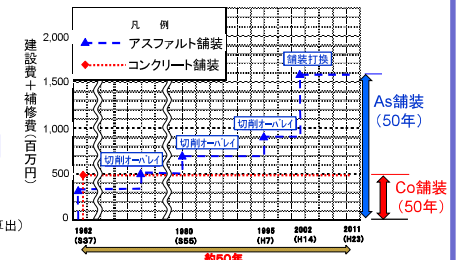 凡 例
アスファルト舗装
コンクリート舗装
建設費+補修費(百万円)
2,000
1,500
1,000
500
0
舗装打換
切削オーバレイ
切削オーバレイ
切削オーバレイ
As舗装
(50年)
Co舗装
(50年)
1962
(S37)
1980
(S55)
1995
(H7)
2002
(H14)
2011
(H23)
出)
約50年